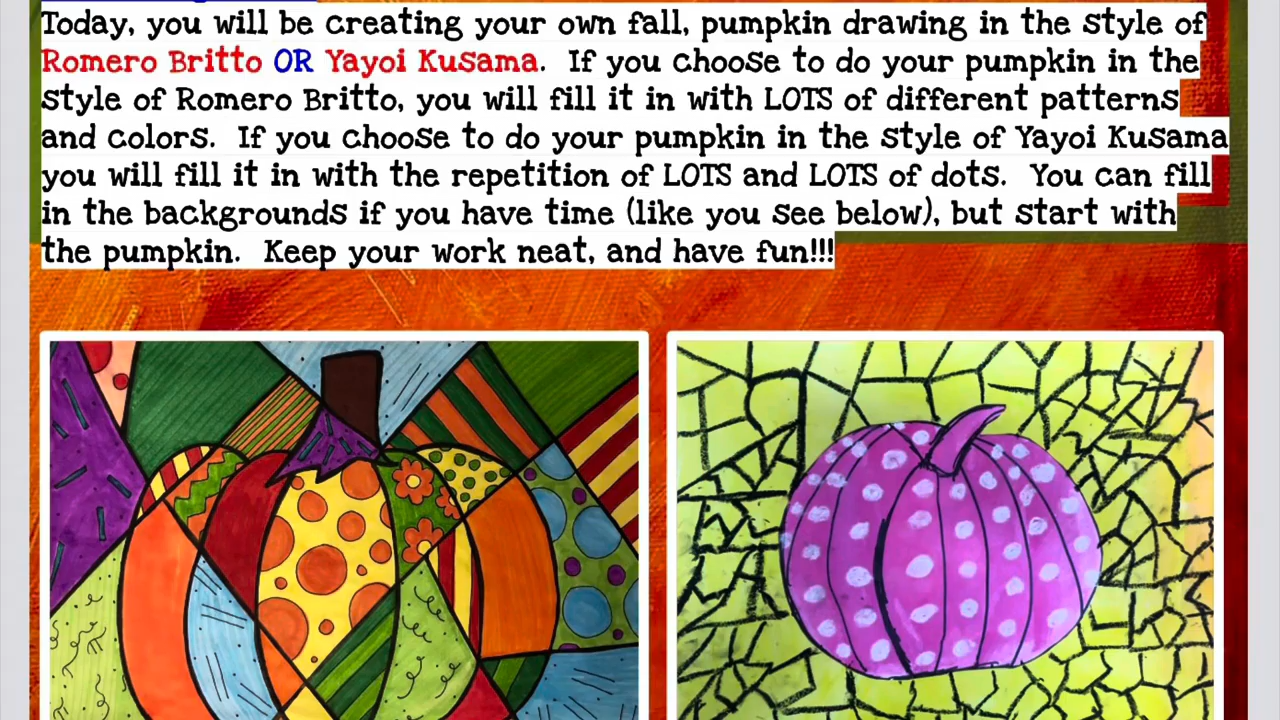 Today, you will be creating your own fall, pumpkin drawing in the style of
Romero Britto OR Yayoi Kusama. If you choose to do your pumpkin in the
style of Romero Britto, you will fill it in with LOTS of different patterns
and colors. If you choose to do your pumpkin in the style of Yayoi Kusama
you will fill it in with the repetition of LOTS and LOTS of dots. You can fill
in the backgrounds if you have time (like you see below), but start with
the pumpkin. Keep your work neat, and have fun!!!